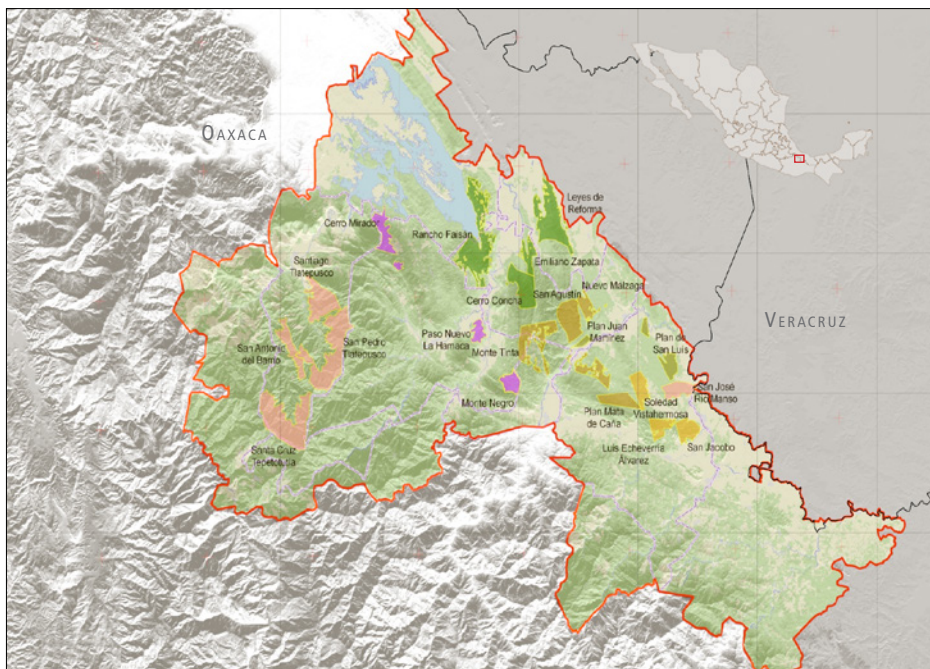 OAXACA
Leyes de
Reforma
Cerro Mirador
Rancho Faisán
Santiago
Tlatepusco
Emiliano Zapata
Nuevo Málzaga
Cerro Concha
San Agustín
VERACRUZ
Paso Nuevo
La Hamaca
Plan Juan
Martínez
Plan de
San Luis
San Antonio
del Barrio
San Pedro
Tlatepusco
Monte Tinta
San José
Río Manso
Monte Negro
Soledad
Vistahermosa
Plan Mata
de Caña
Luis Echeverría
Álvarez
San Jacobo
Santa Cruz
Tepetotutla